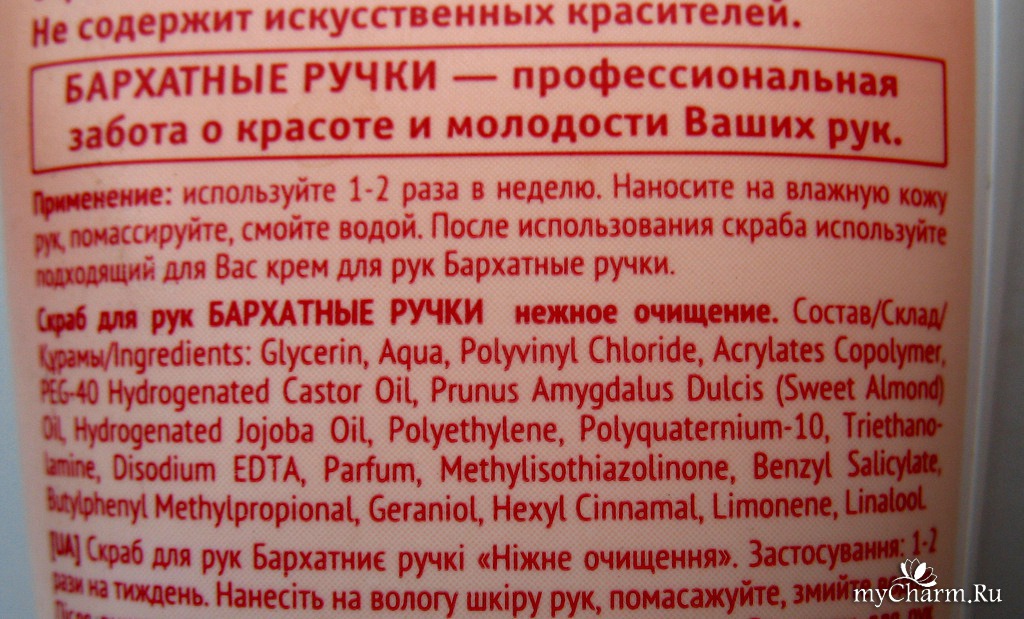 Не содержит искусственных красителей.
БАРХАТНЫЕ РУЧКИ — профессиональная
забота о красоте и молодости Ваших рук.
Применение: используйте 1-2 раза в неделю. Наносите на влажную кожу
рук, помассируйте, смойте водой. После использования скраба используйте
подходящий для Вас крем для рук Бархатные ручки.
Скраб для рук БАРХАТНЫЕ РУЧКИ нежное очищение. Состав/Склад/
Құрамы/Ingredients: Glycerin, Aqua, Polyvinyl Chloride, Acrylates Copolymer,
PEG-40 Hydrogenated Castor Oil, Prunus Amygdalus Dulcis (Sweet Almond)
Oil, Hydrogenated Jojoba Oil, Polyethylene, Polyquaternium-10, Triethano-
lamine, Disodium EDTA, Parfum, Methylisothiazolinone, Benzyl Salicylate,
Butylphenyl Methylpropional, Geraniol, Hexyl Cinnamal, Limonene, Linalool.
[UA] Скраб для рук Бархатниє ручкі «Ніжне очищення». Застосування: 1-2
рази на тиждень. Нанесіть на вологу шкіру рук, помасажуйте, змийте
Після
для рук
myCharm.Ru